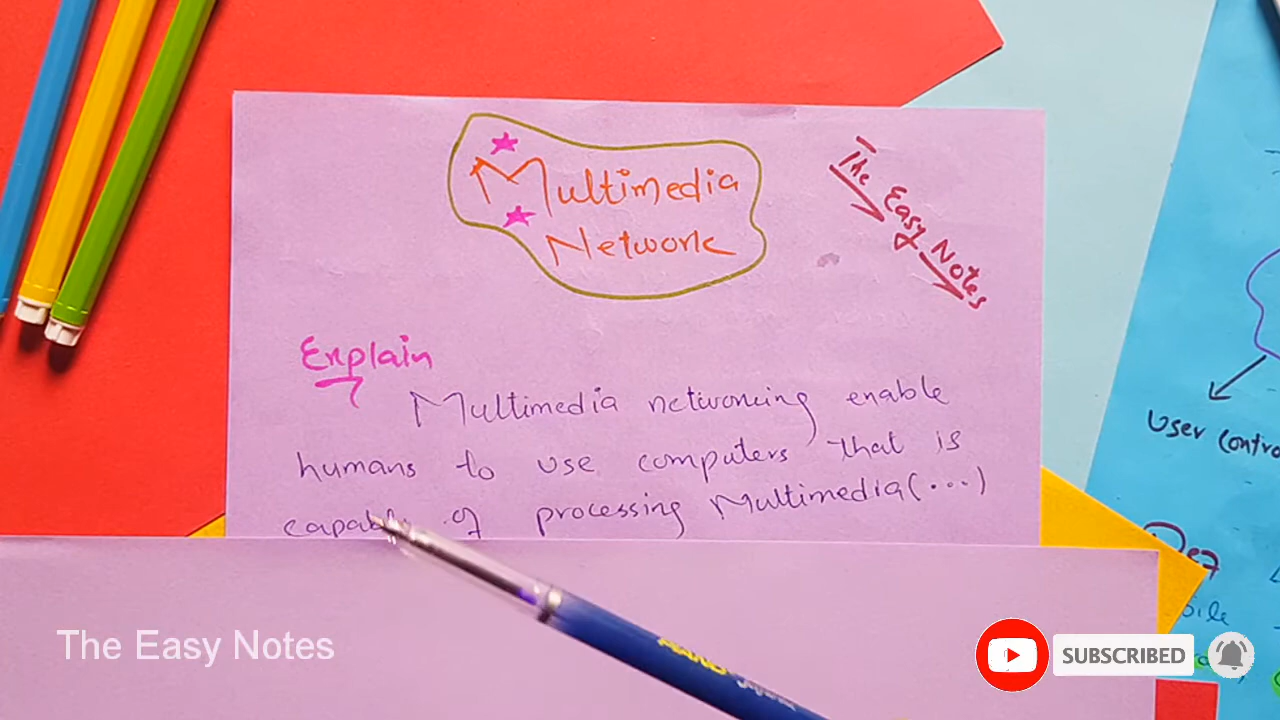 Multimedia
Network
The Easy Notes
Explain
Multimedia networking enable
humans to use computers that is
capable of processing Multimedia(...)
User contro
The Easy Notes
SUBSCRIBED